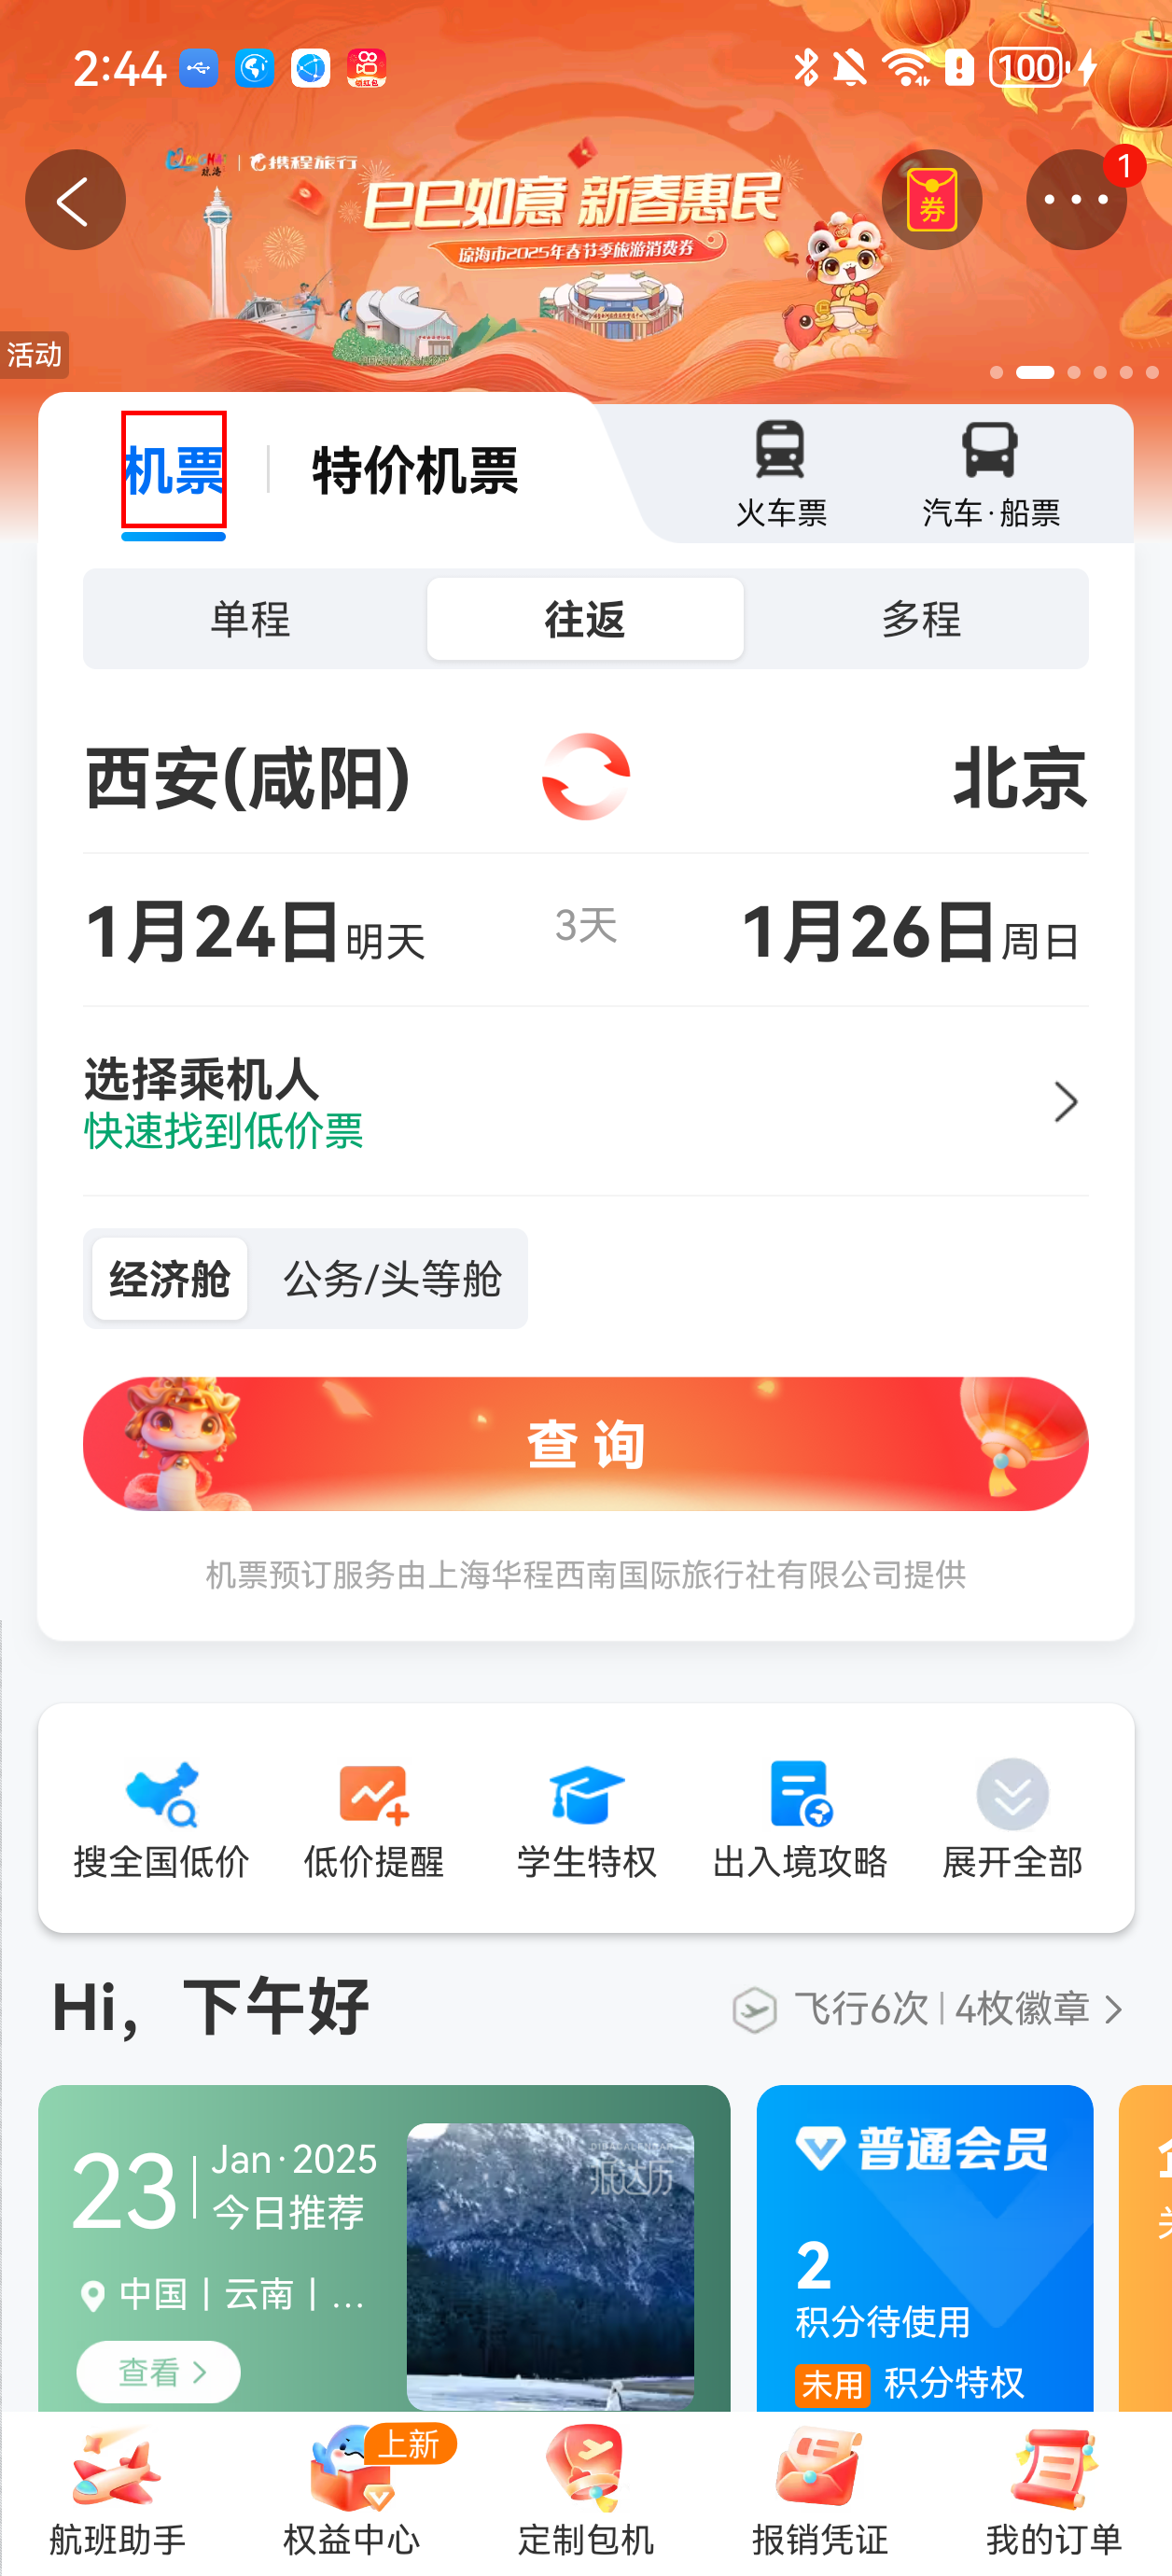 2:44
100
携程旅行
巳巳如意 新春惠民
琼海市2025年春节季旅游消费券
券
1
活动
机票
特价机票
火车票
汽车·船票
单程
往返
多程
西安(咸阳)
北京
1月24日明天
3天
1月26日周日
选择乘机人
快速找到低价票
经济舱
公务/头等舱
查 询
机票预订服务由上海华程西南国际旅行社有限公司提供
搜全国低价
低价提醒
学生特权
出入境攻略
展开全部
Hi，下午好
飞行6次
4枚徽章
23
Jan·2025
今日推荐
中国丨云南丨...
查看
普通会员
2
积分待使用
未用
积分特权
上新
航班助手
权益中心
定制包机
报销凭证
我的订单